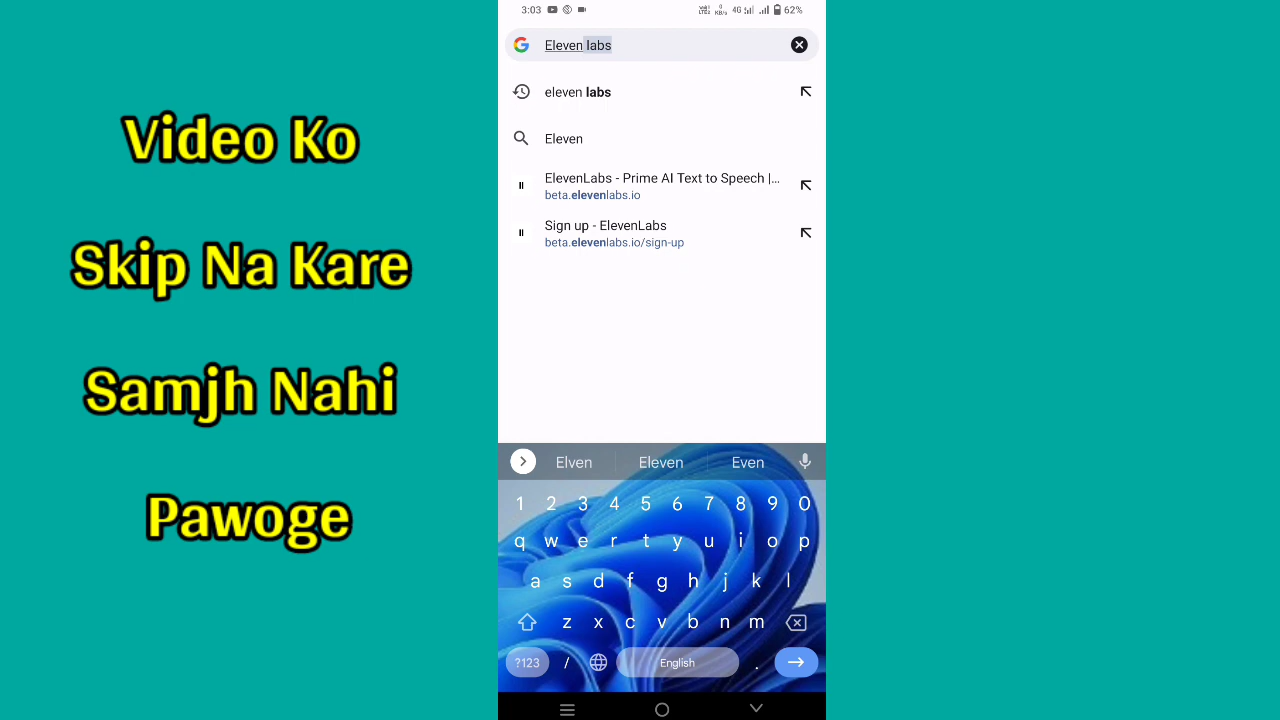 Video Ko
Skip Na Kare
Samjh Nahi
Pawoge
3:03 4G 62%
Eleven labs
eleven labs
Eleven
ElevenLabs - Prime AI Text to Speech |...
beta.elevenlabs.io
Sign up - ElevenLabs
beta.elevenlabs.io/sign-up
Elven Eleven Even
1 2 3 4 5 6 7 8 9 0
q w e r t y u i o p
a s d f g h j k l
z x c v b n m
?123 / English .